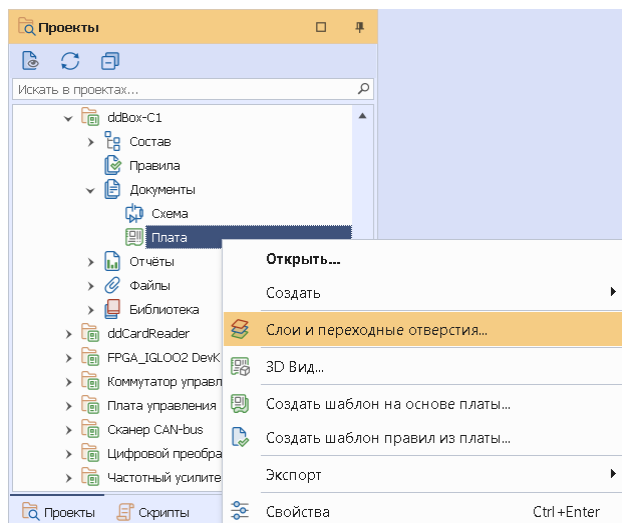 Проекты
Искать в проектах...
ddBox-C1
Состав
Правила
Документы
Схема
Плата
Отчёты
Файлы
Библиотека
ddCardReader
FPGA_IGLOO2 DevK
Коммутатор управл
Плата управления
Сканер CAN-bus
Цифровой преобра
Частотный усилите
Проекты Скрипты
Открыть...
Создать
Слои и переходные отверстия...
3D Вид...
Создать шаблон на основе платы...
Создать шаблон правил из платы...
Экспорт
Свойства Ctrl+Enter